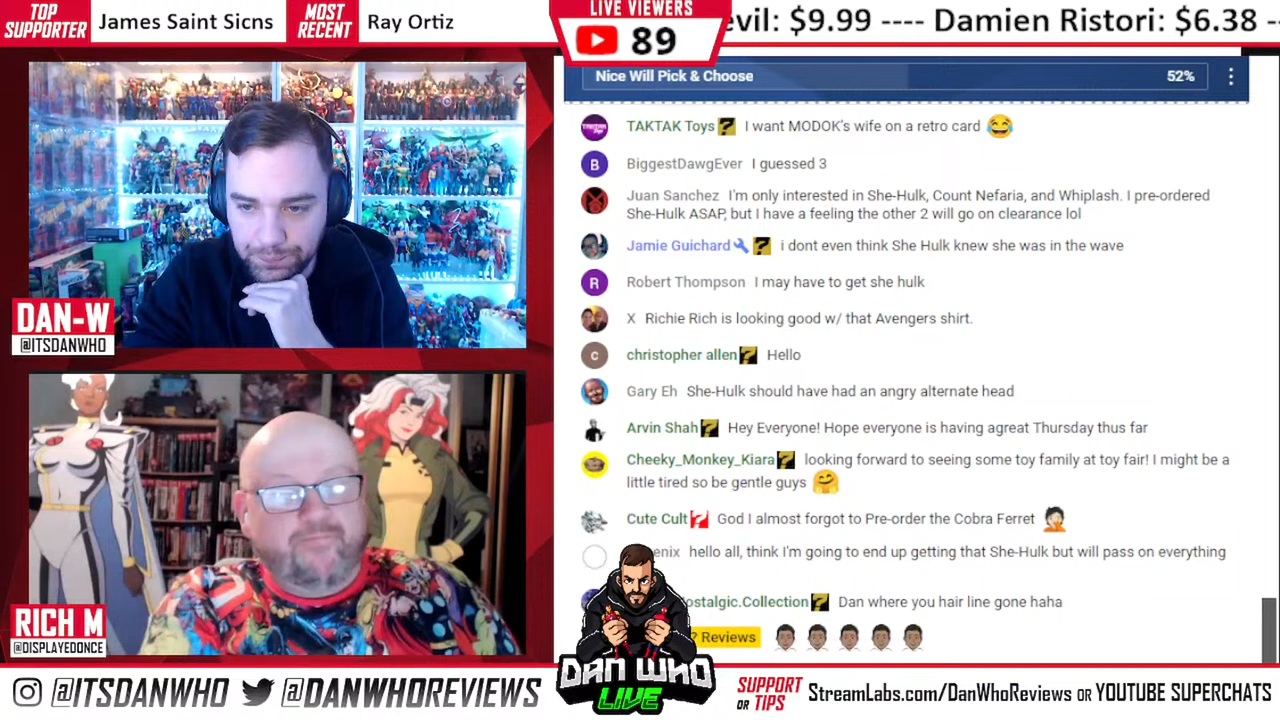 TOP
SUPPORTER
James Saint Sicns
MOST
RECENT
Ray Ortiz
LIVE VIEWERS
89
evil: $9.99 ---- Damien Ristori: $6.38 --
Nice Will Pick & Choose 52%
TAKTAK Toys I want MODOK's wife on a retro card
B BiggestDawgEver I guessed 3
Juan Sanchez I'm only interested in She-Hulk, Count Nefaria, and Whiplash. I pre-ordered
She-Hulk ASAP, but I have a feeling the other 2 will go on clearance lol
Jamie Guichard i dont even think She Hulk knew she was in the wave
R Robert Thompson I may have to get she hulk
X Richie Rich is looking good w/ that Avengers shirt.
c christopher allen Hello
Gary Eh She-Hulk should have had an angry alternate head
Arvin Shah Hey Everyone! Hope everyone is having agreat Thursday thus far
Cheeky_Monkey_Kiara looking forward to seeing some toy family at toy fair! I might be a
little tired so be gentle guys
Cute Cult God I almost forgot to Pre-order the Cobra Ferret
enix hello all, think I'm going to end up getting that She-Hulk but will pass on everything
ostalgic.Collection Dan where you hair line gone haha
? Reviews
DAN-W
@ITSDANWHO
RICH M
@DISPLAYEDONCE
DAN WHO
LIVE
@ITSDANWHO
@DANWHOREVIEWS
SUPPORT
OR TIPS
StreamLabs.com/DanWhoReviews OR YOUTUBE SUPERCHATS